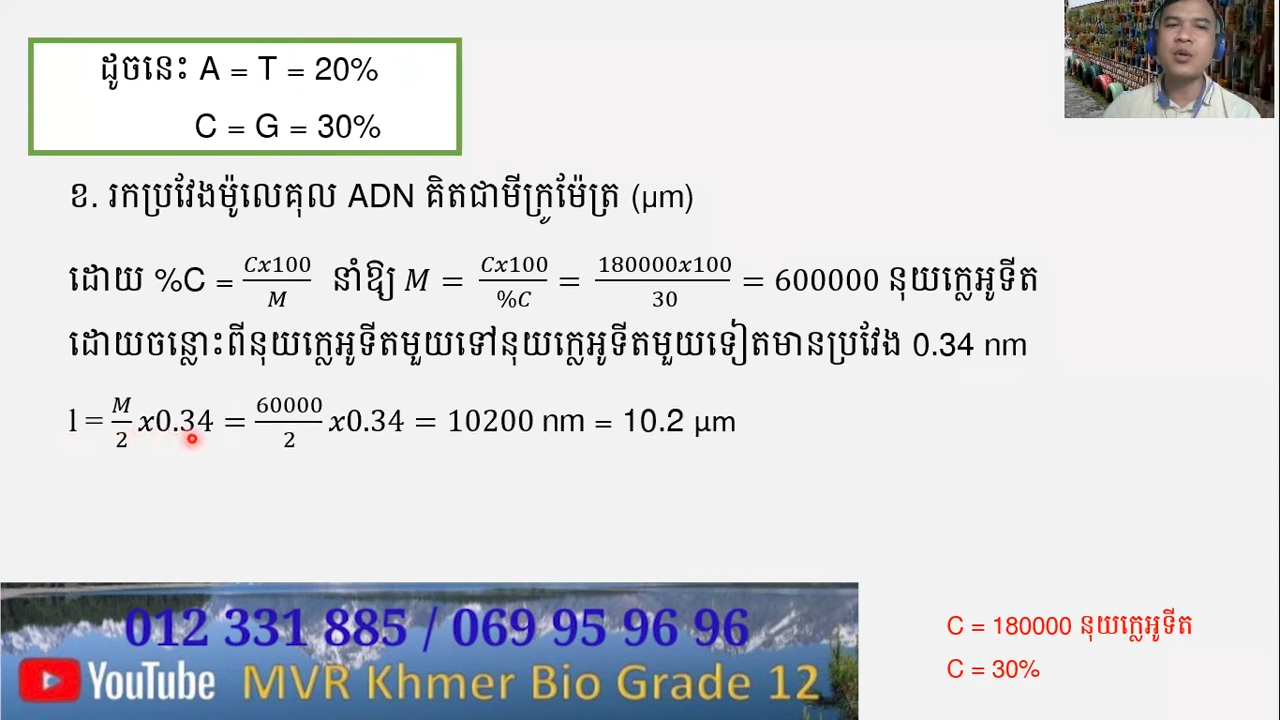 ដូចនេះ A = T = 20%
C = G = 30%
ខ. រកប្រវែងម៉ូលេគុល ADN គិតជាមីក្រូម៉ែត្រ (µm)
ដោយ %C = Cx100/M នាំឱ្យ M = Cx100/%C = 180000x100/30 = 600000 នុយក្លេអូទីត
ដោយចន្លោះពីនុយក្លេអូទីតមួយទៅនុយក្លេអូទីតមួយទៀតមានប្រវែង 0.34 nm
l = M/2 x0.34 = 60000/2 x0.34 = 10200 nm = 10.2 µm
012 331 885 / 069 95 96 96
YouTube MVR Khmer Bio Grade 12
C = 180000 នុយក្លេអូទីត
C = 30%